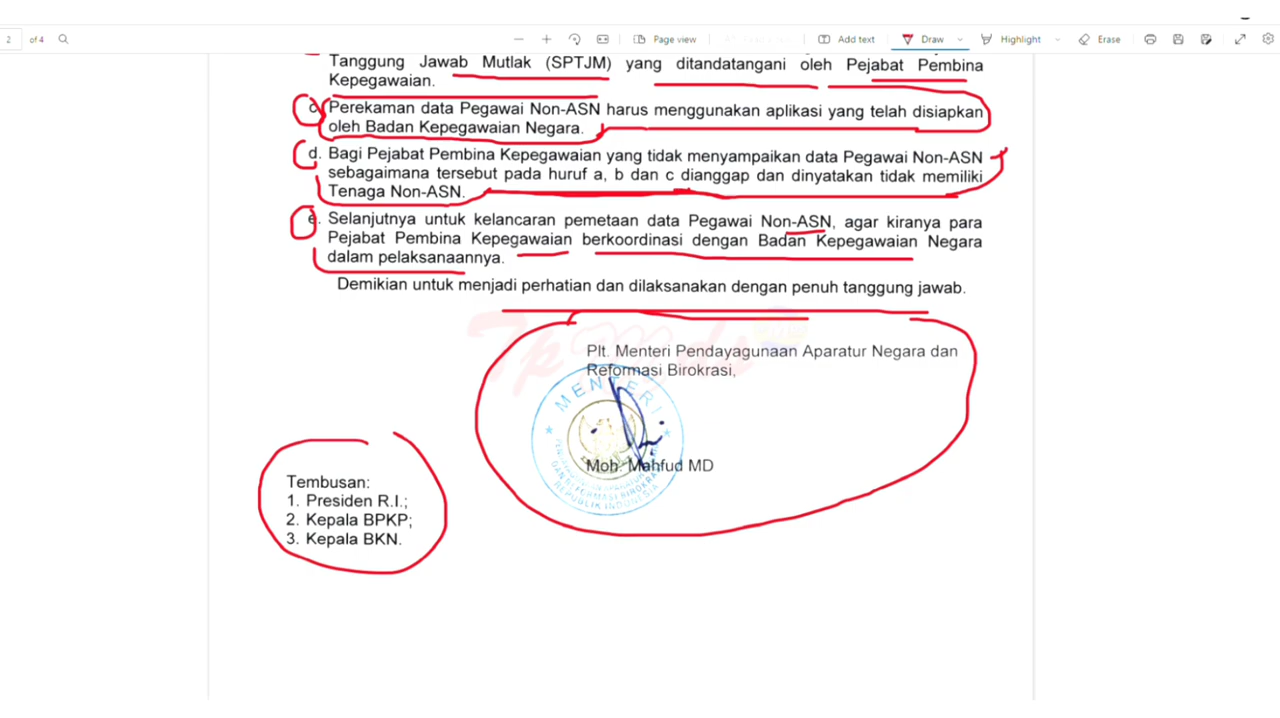 2 of 4 Page view Add text Draw Highlight Erase
Tanggung Jawab Mutlak (SPTJM) yang ditandatangani oleh Pejabat Pembina
Kepegawaian.
c. Perekaman data Pegawai Non-ASN harus menggunakan aplikasi yang telah disiapkan
oleh Badan Kepegawaian Negara.
d. Bagi Pejabat Pembina Kepegawaian yang tidak menyampaikan data Pegawai Non-ASN
sebagaimana tersebut pada huruf a, b dan c dianggap dan dinyatakan tidak memiliki
Tenaga Non-ASN.
e. Selanjutnya untuk kelancaran pemetaan data Pegawai Non-ASN, agar kiranya para
Pejabat Pembina Kepegawaian berkoordinasi dengan Badan Kepegawaian Negara
dalam pelaksanaannya.
Demikian untuk menjadi perhatian dan dilaksanakan dengan penuh tanggung jawab.
Plt. Menteri Pendayagunaan Aparatur Negara dan
Reformasi Birokrasi,
MENTERI
DAN REFORMASI BIROKRASI
REPUBLIK INDONESIA
Moh. Mahfud MD
Tembusan:
1. Presiden R.I.;
2. Kepala BPKP;
3. Kepala BKN.